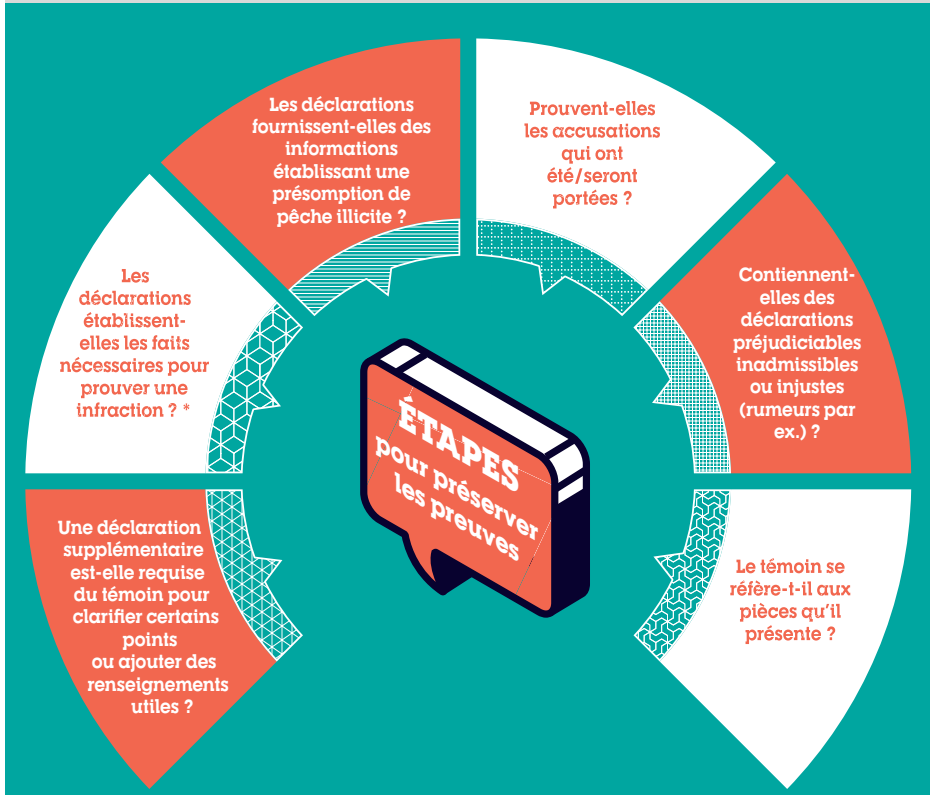 Les déclarations
fournissent-elles des
informations
établissant une
présomption de
pêche illicite ?
Prouvent-elles
les accusations
qui ont
été/seront
portées ?
Les
déclarations
établissent-
elles les faits
nécessaires pour
prouver une
infraction ? *
Contiennent-
elles des
déclarations
préjudiciables
inadmissibles
ou injustes
(rumeurs par
ex.) ?
ÉTAPES
pour préserver
les preuves
Une déclaration
supplémentaire
est-elle requise
du témoin pour
clarifier certains
points
ou ajouter des
renseignements
utiles ?
Le témoin se
réfère-t-il aux
pièces qu’il
présente ?